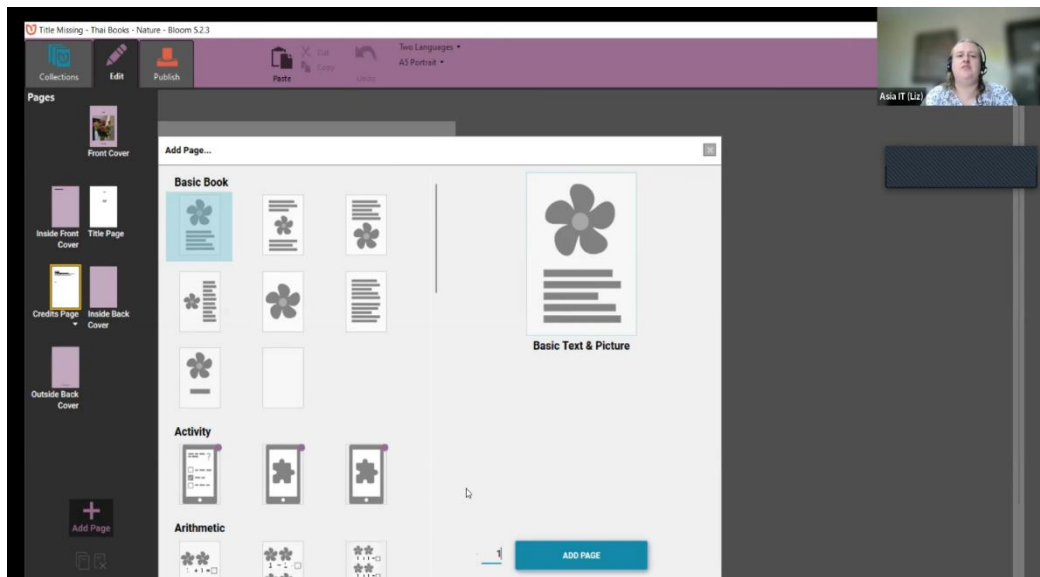 Title Missing - Thai Books - Nature - Bloom 5.2.3
Collections
Edit
Publish
Paste
Cut
Copy
Undo
Two Languages
A5 Portrait
Asia IT (Liz)
Pages
Front Cover
Inside Front
Cover
Title Page
Credits Page
Inside Back
Cover
Outside Back
Cover
Add Page
Add Page...
Basic Book
Activity
Arithmetic
Basic Text & Picture
1
ADD PAGE